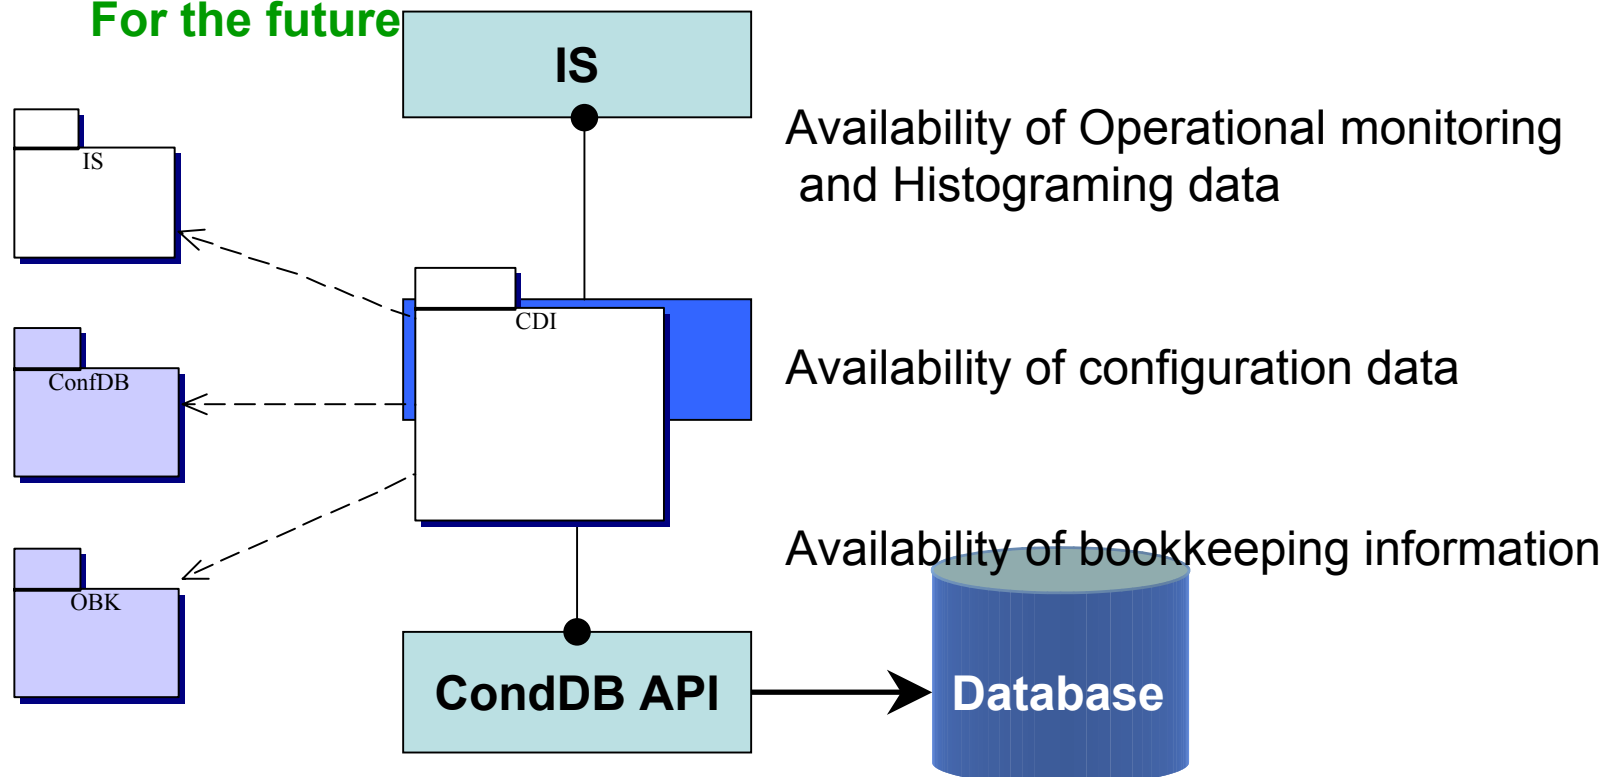 For the future
IS
Availability of Operational monitoring
and Histograming data
IS
CDI
Availability of configuration data
ConfDB
Availability of bookkeeping information
OBK
CondDB API
Database